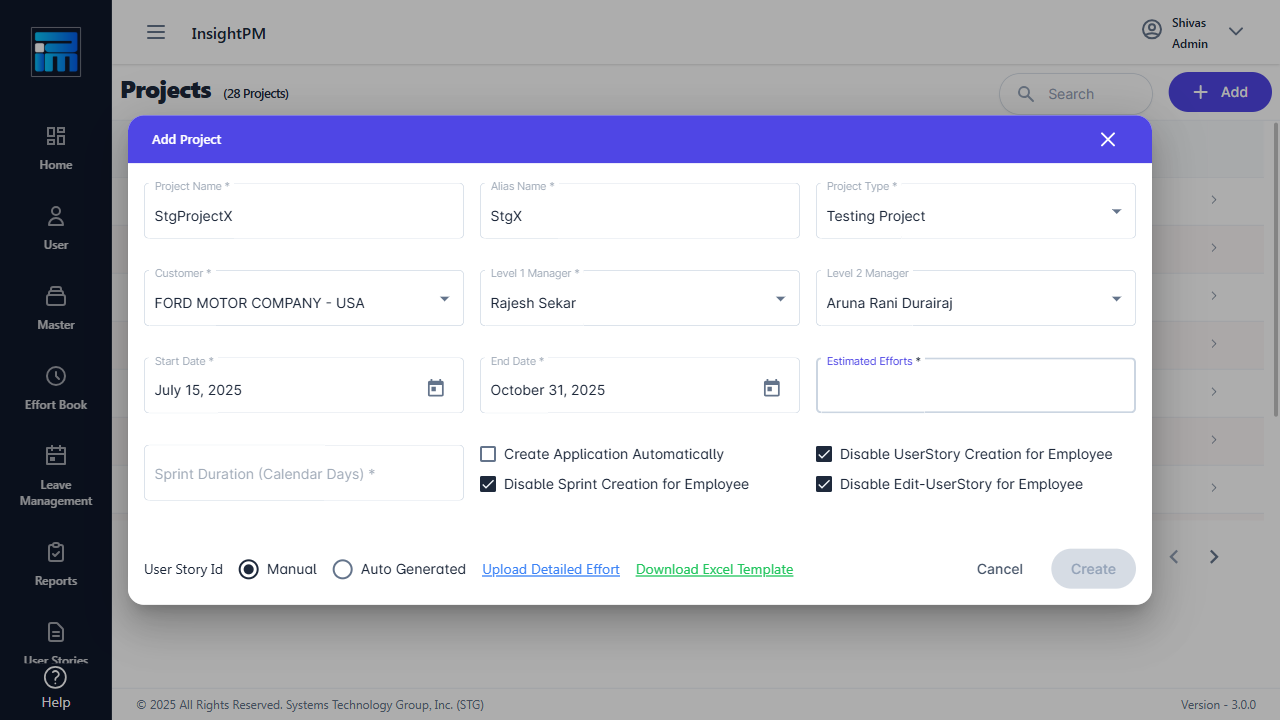 InsightPM
Shivas
Admin
Projects (28 Projects)
Search
Add
Home
User
Master
Effort Book
Leave
Management
Reports
User Stories
Help
Add Project
Project Name *
StgProjectX
Alias Name *
StgX
Project Type *
Testing Project
Customer *
FORD MOTOR COMPANY - USA
Level 1 Manager *
Rajesh Sekar
Level 2 Manager
Aruna Rani Durairaj
Start Date *
July 15, 2025
End Date *
October 31, 2025
Estimated Efforts *
Sprint Duration (Calendar Days) *
Create Application Automatically
Disable UserStory Creation for Employee
Disable Sprint Creation for Employee
Disable Edit-UserStory for Employee
User Story Id
Manual
Auto Generated
Upload Detailed Effort
Download Excel Template
Cancel
Create
© 2025 All Rights Reserved. Systems Technology Group, Inc. (STG)
Version - 3.0.0